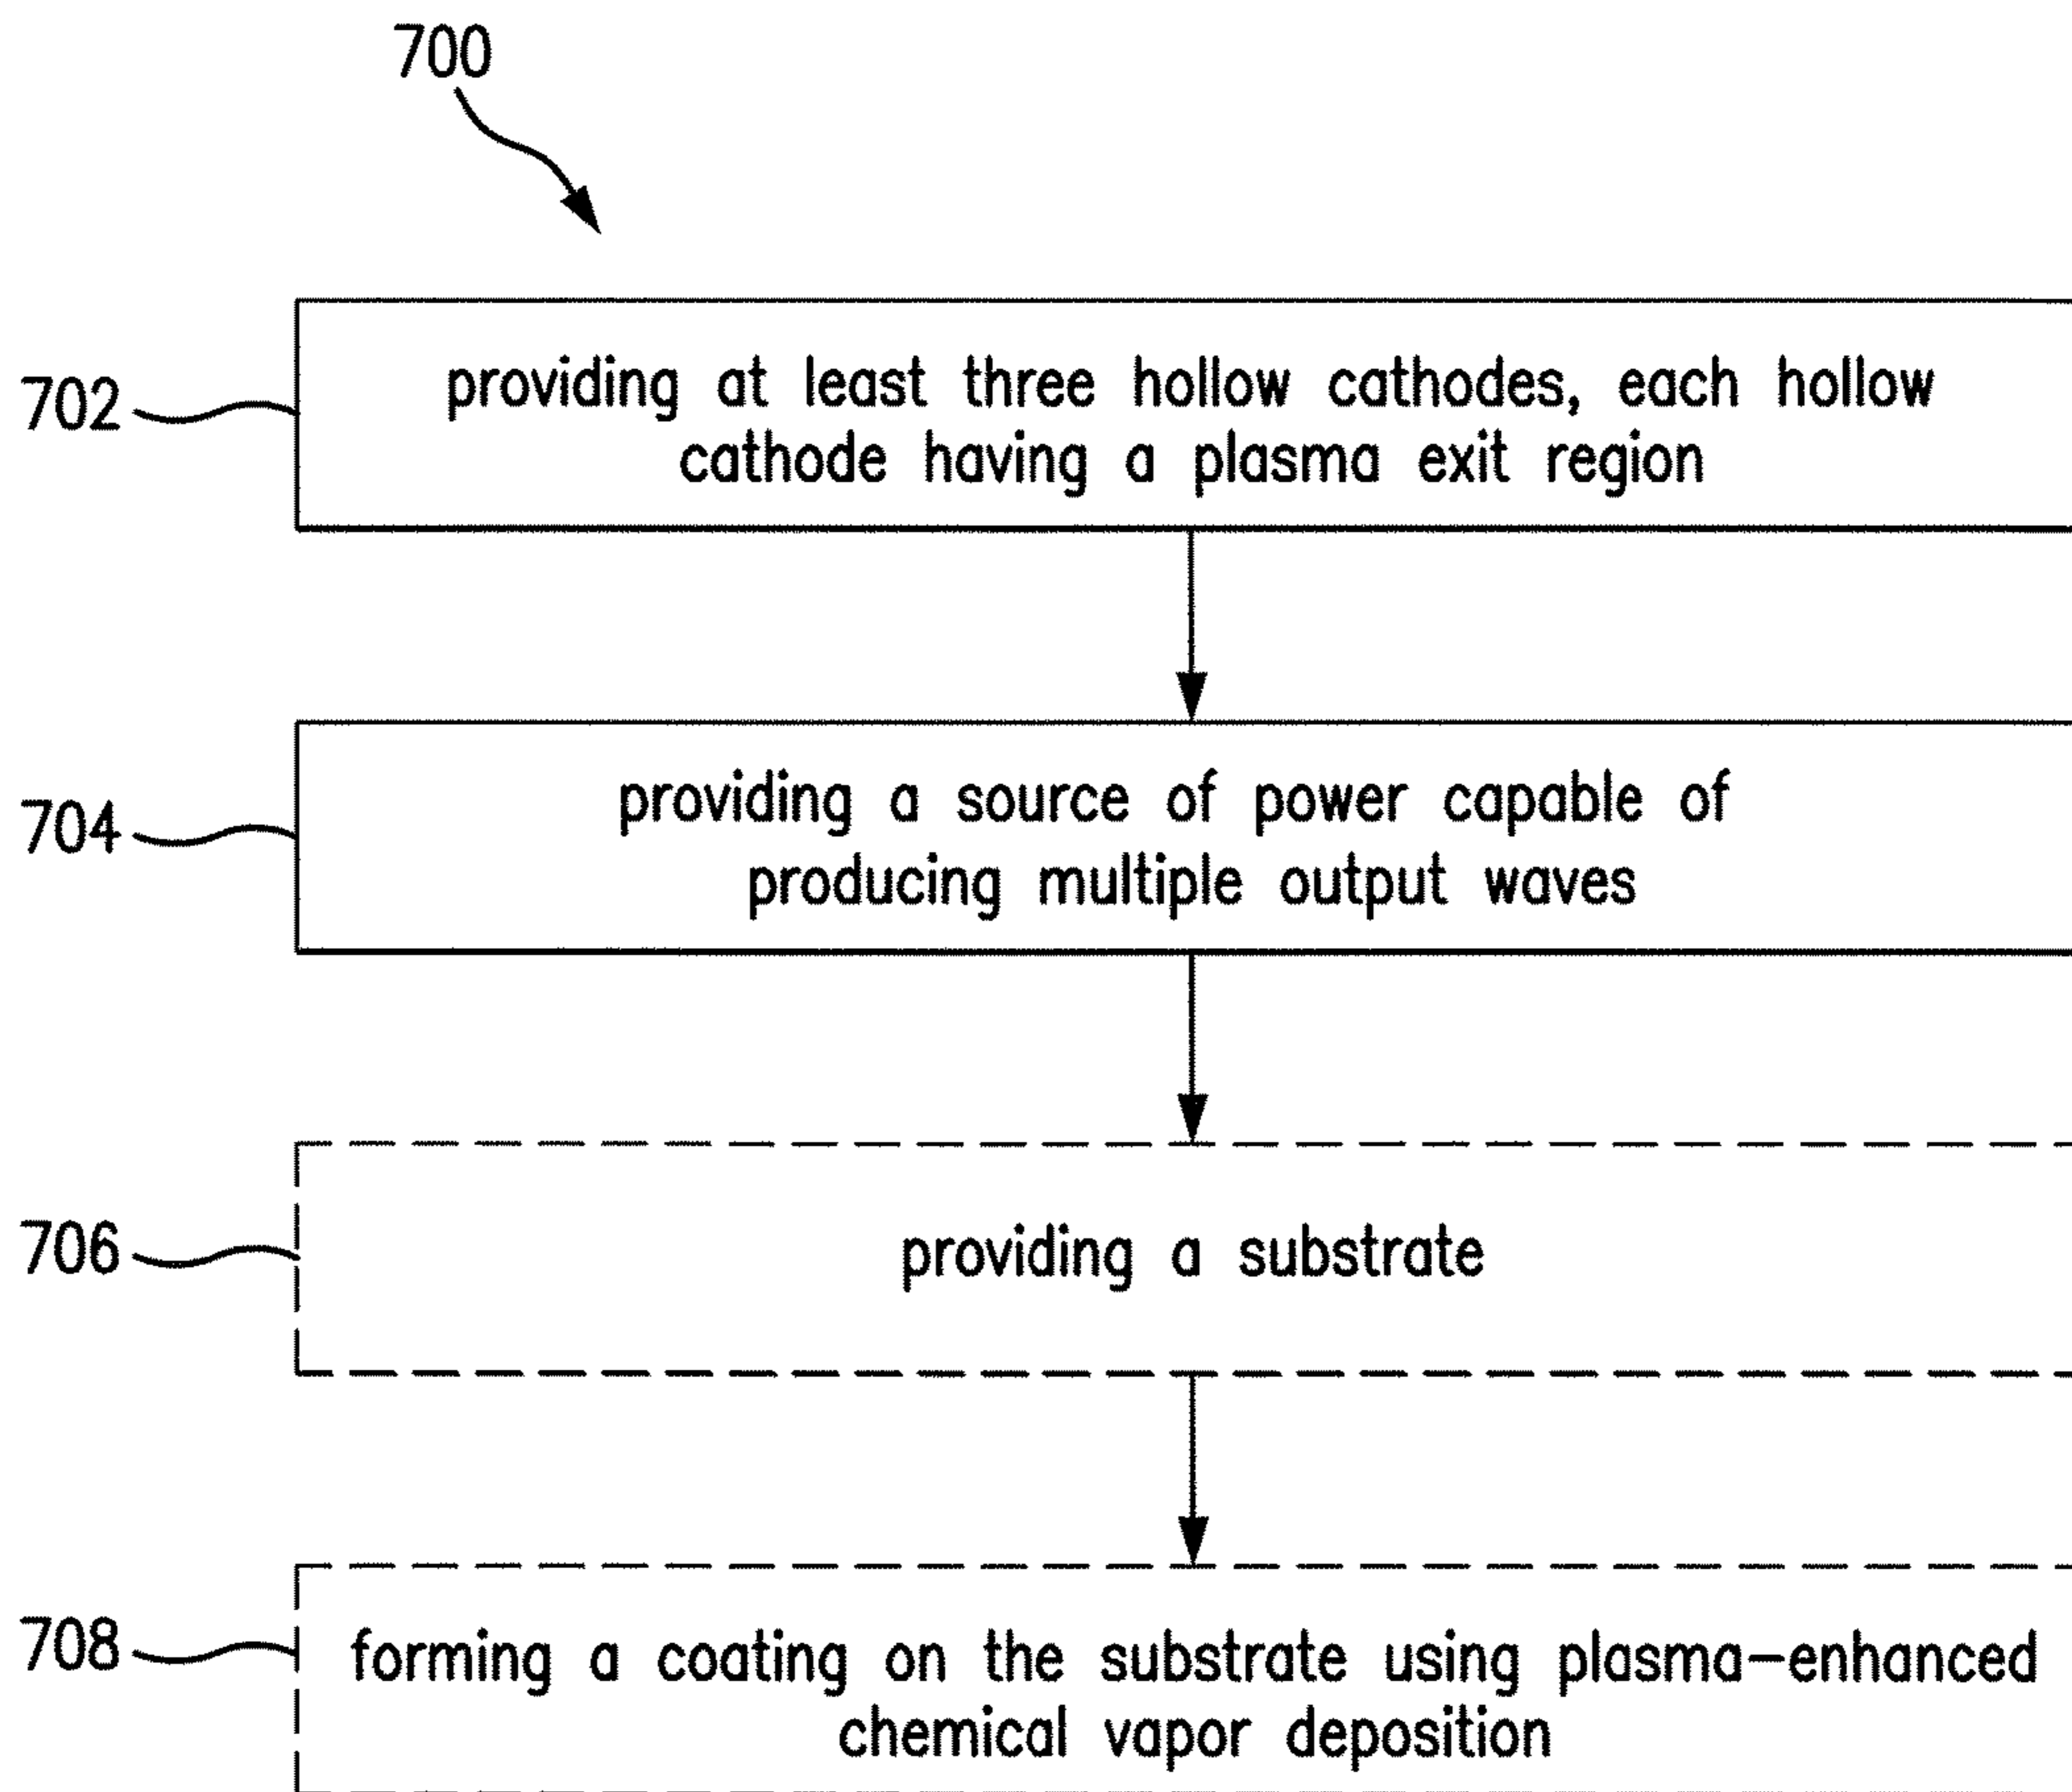 700
702
providing at least three hollow cathodes, each hollow
cathode having a plasma exit region
704
providing a source of power capable of
producing multiple output waves
706
providing a substrate
708
forming a coating on the substrate using plasma-enhanced
chemical vapor deposition